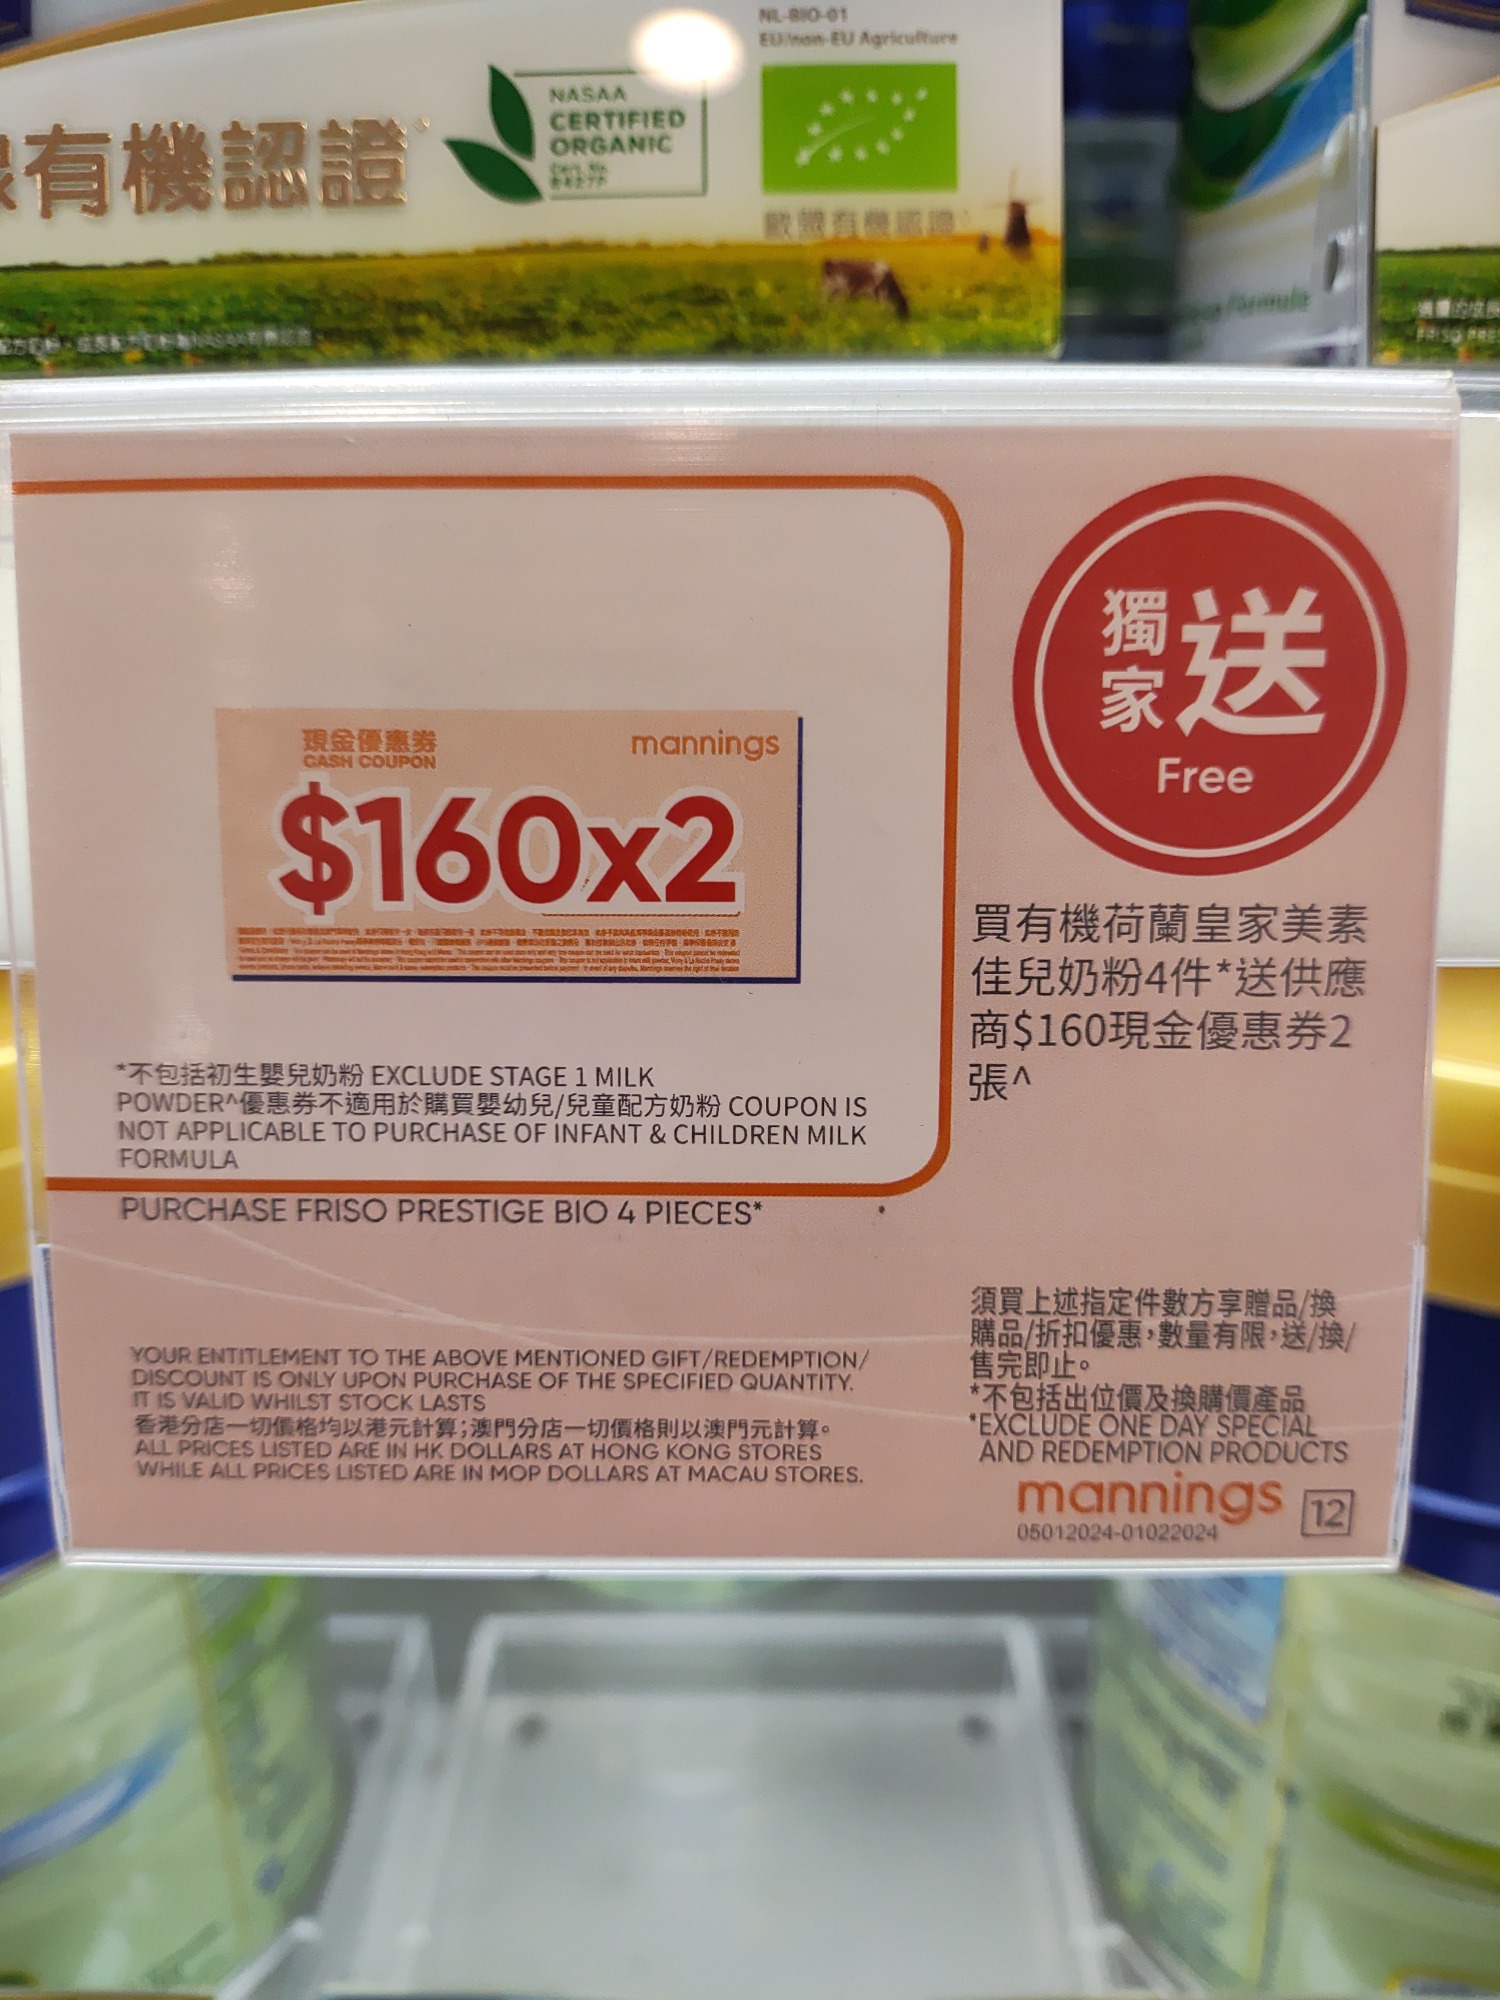 NL-BIO-01
EU/non-EU Agriculture
NASAA
CERTIFIED
ORGANIC
有機認證
歐盟有機認證
獨家送
Free
現金優惠券
CASH COUPON
mannings
$160x2
買有機荷蘭皇家美素
佳兒奶粉4件*送供應
商$160現金優惠券2
張^
*不包括初生嬰兒奶粉 EXCLUDE STAGE 1 MILK
POWDER^優惠券不適用於購買嬰幼兒/兒童配方奶粉 COUPON IS
NOT APPLICABLE TO PURCHASE OF INFANT & CHILDREN MILK
FORMULA
PURCHASE FRISO PRESTIGE BIO 4 PIECES*
須買上述指定件數方享贈品/換
購品/折扣優惠，數量有限，送/換/
售完即止。
*不包括出位價及換購價產品
*EXCLUDE ONE DAY SPECIAL
AND REDEMPTION PRODUCTS
YOUR ENTITLEMENT TO THE ABOVE MENTIONED GIFT/REDEMPTION/
DISCOUNT IS ONLY UPON PURCHASE OF THE SPECIFIED QUANTITY.
IT IS VALID WHILST STOCK LASTS
香港分店一切價格均以港元計算；澳門分店一切價格則以澳門元計算。
ALL PRICES LISTED ARE IN HK DOLLARS AT HONG KONG STORES
WHILE ALL PRICES LISTED ARE IN MOP DOLLARS AT MACAU STORES.
mannings 12
05012024-01022024